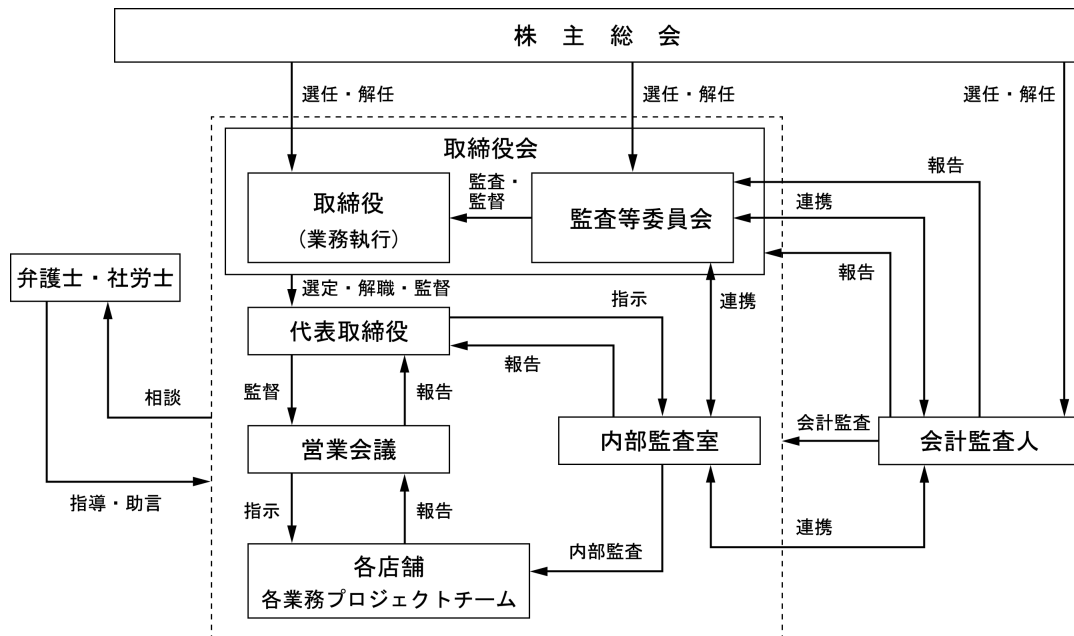 株主総会
選任・解任
選任・解任
選任・解任
取締役会
報告
取締役
(業務執行)
監査・
監督
監査等委員会
連携
弁護士・社労士
選定・解職・監督
指示
連携
報告
代表取締役
報告
相談
監督
報告
営業会議
内部監査室
会計監査
会計監査人
指導・助言
指示
報告
連携
内部監査
各店舗
各業務プロジェクトチーム